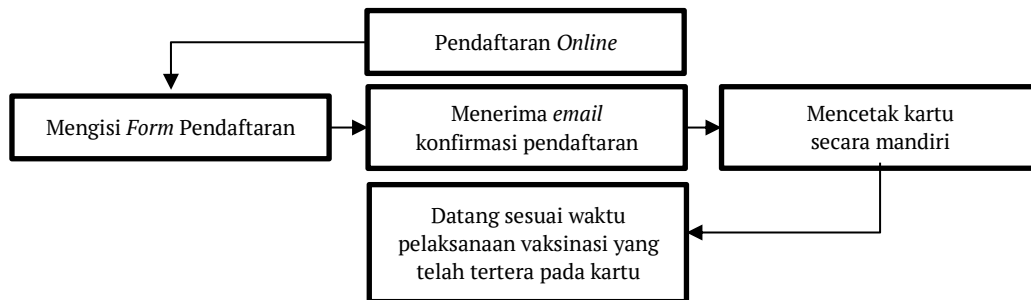 Pendaftaran Online
Mengisi Form Pendaftaran
Menerima email
konfirmasi pendaftaran
Mencetak kartu
secara mandiri
Datang sesuai waktu
pelaksanaan vaksinasi yang
telah tertera pada kartu